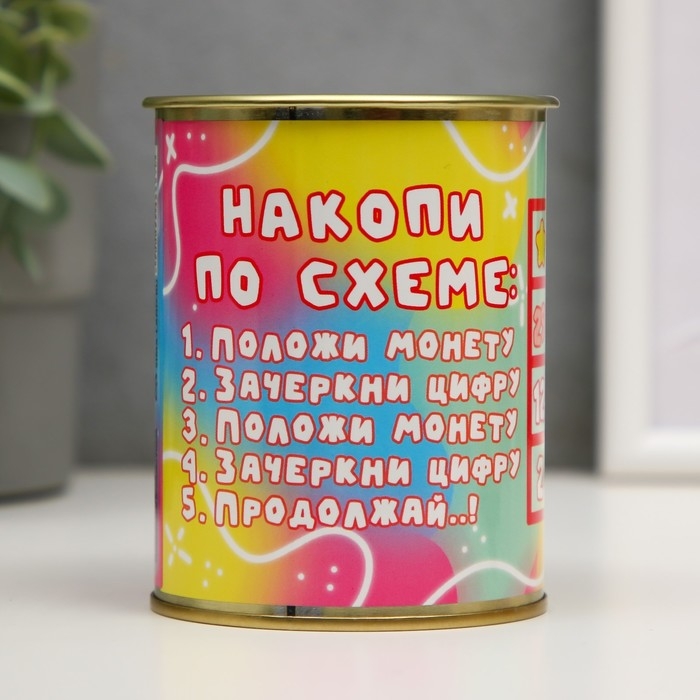 НАКОПИ
ПО СХЕМЕ:
1. ПОЛОЖИ МОНЕТУ
2. ЗАЧЕРКНИ ЦИФРУ
3. ПОЛОЖИ МОНЕТУ
4. ЗАЧЕРКНИ ЦИФРУ
5. ПРОДОЛЖАЙ..!